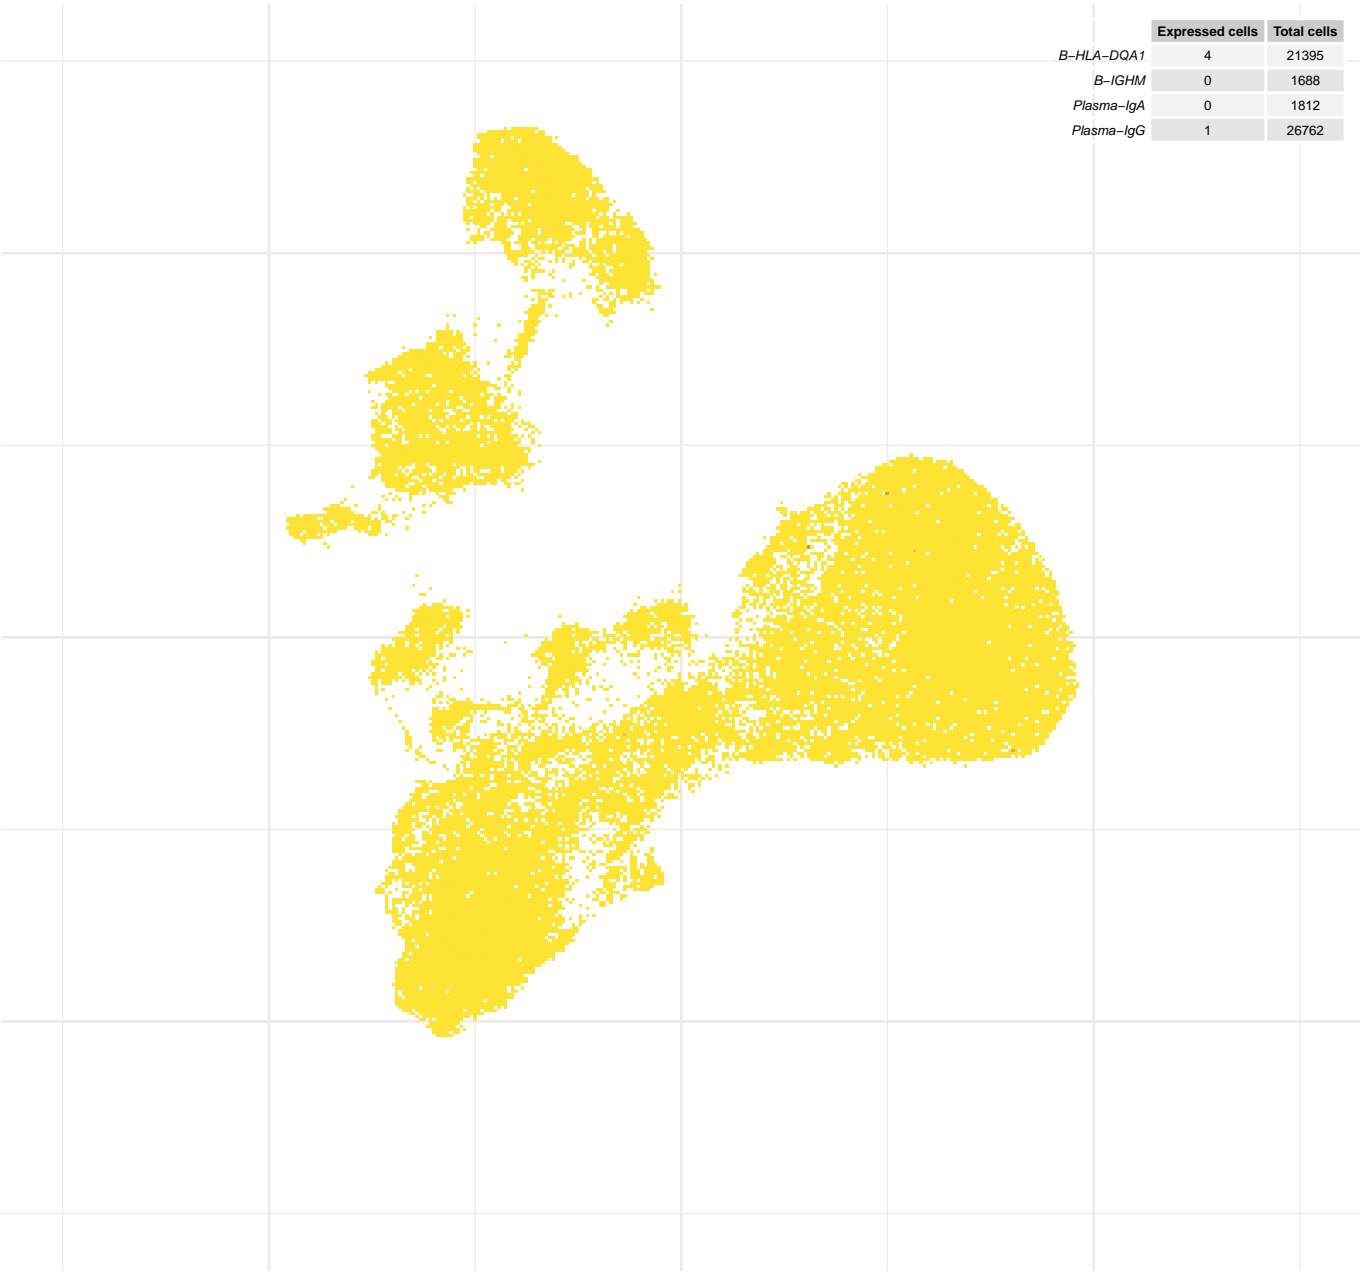 Expressed cells Total cells
B−HLA−DQA1 4 21395
B−IGHM 0 1688
Plasma−IgA 0 1812
Plasma−IgG 1 26762